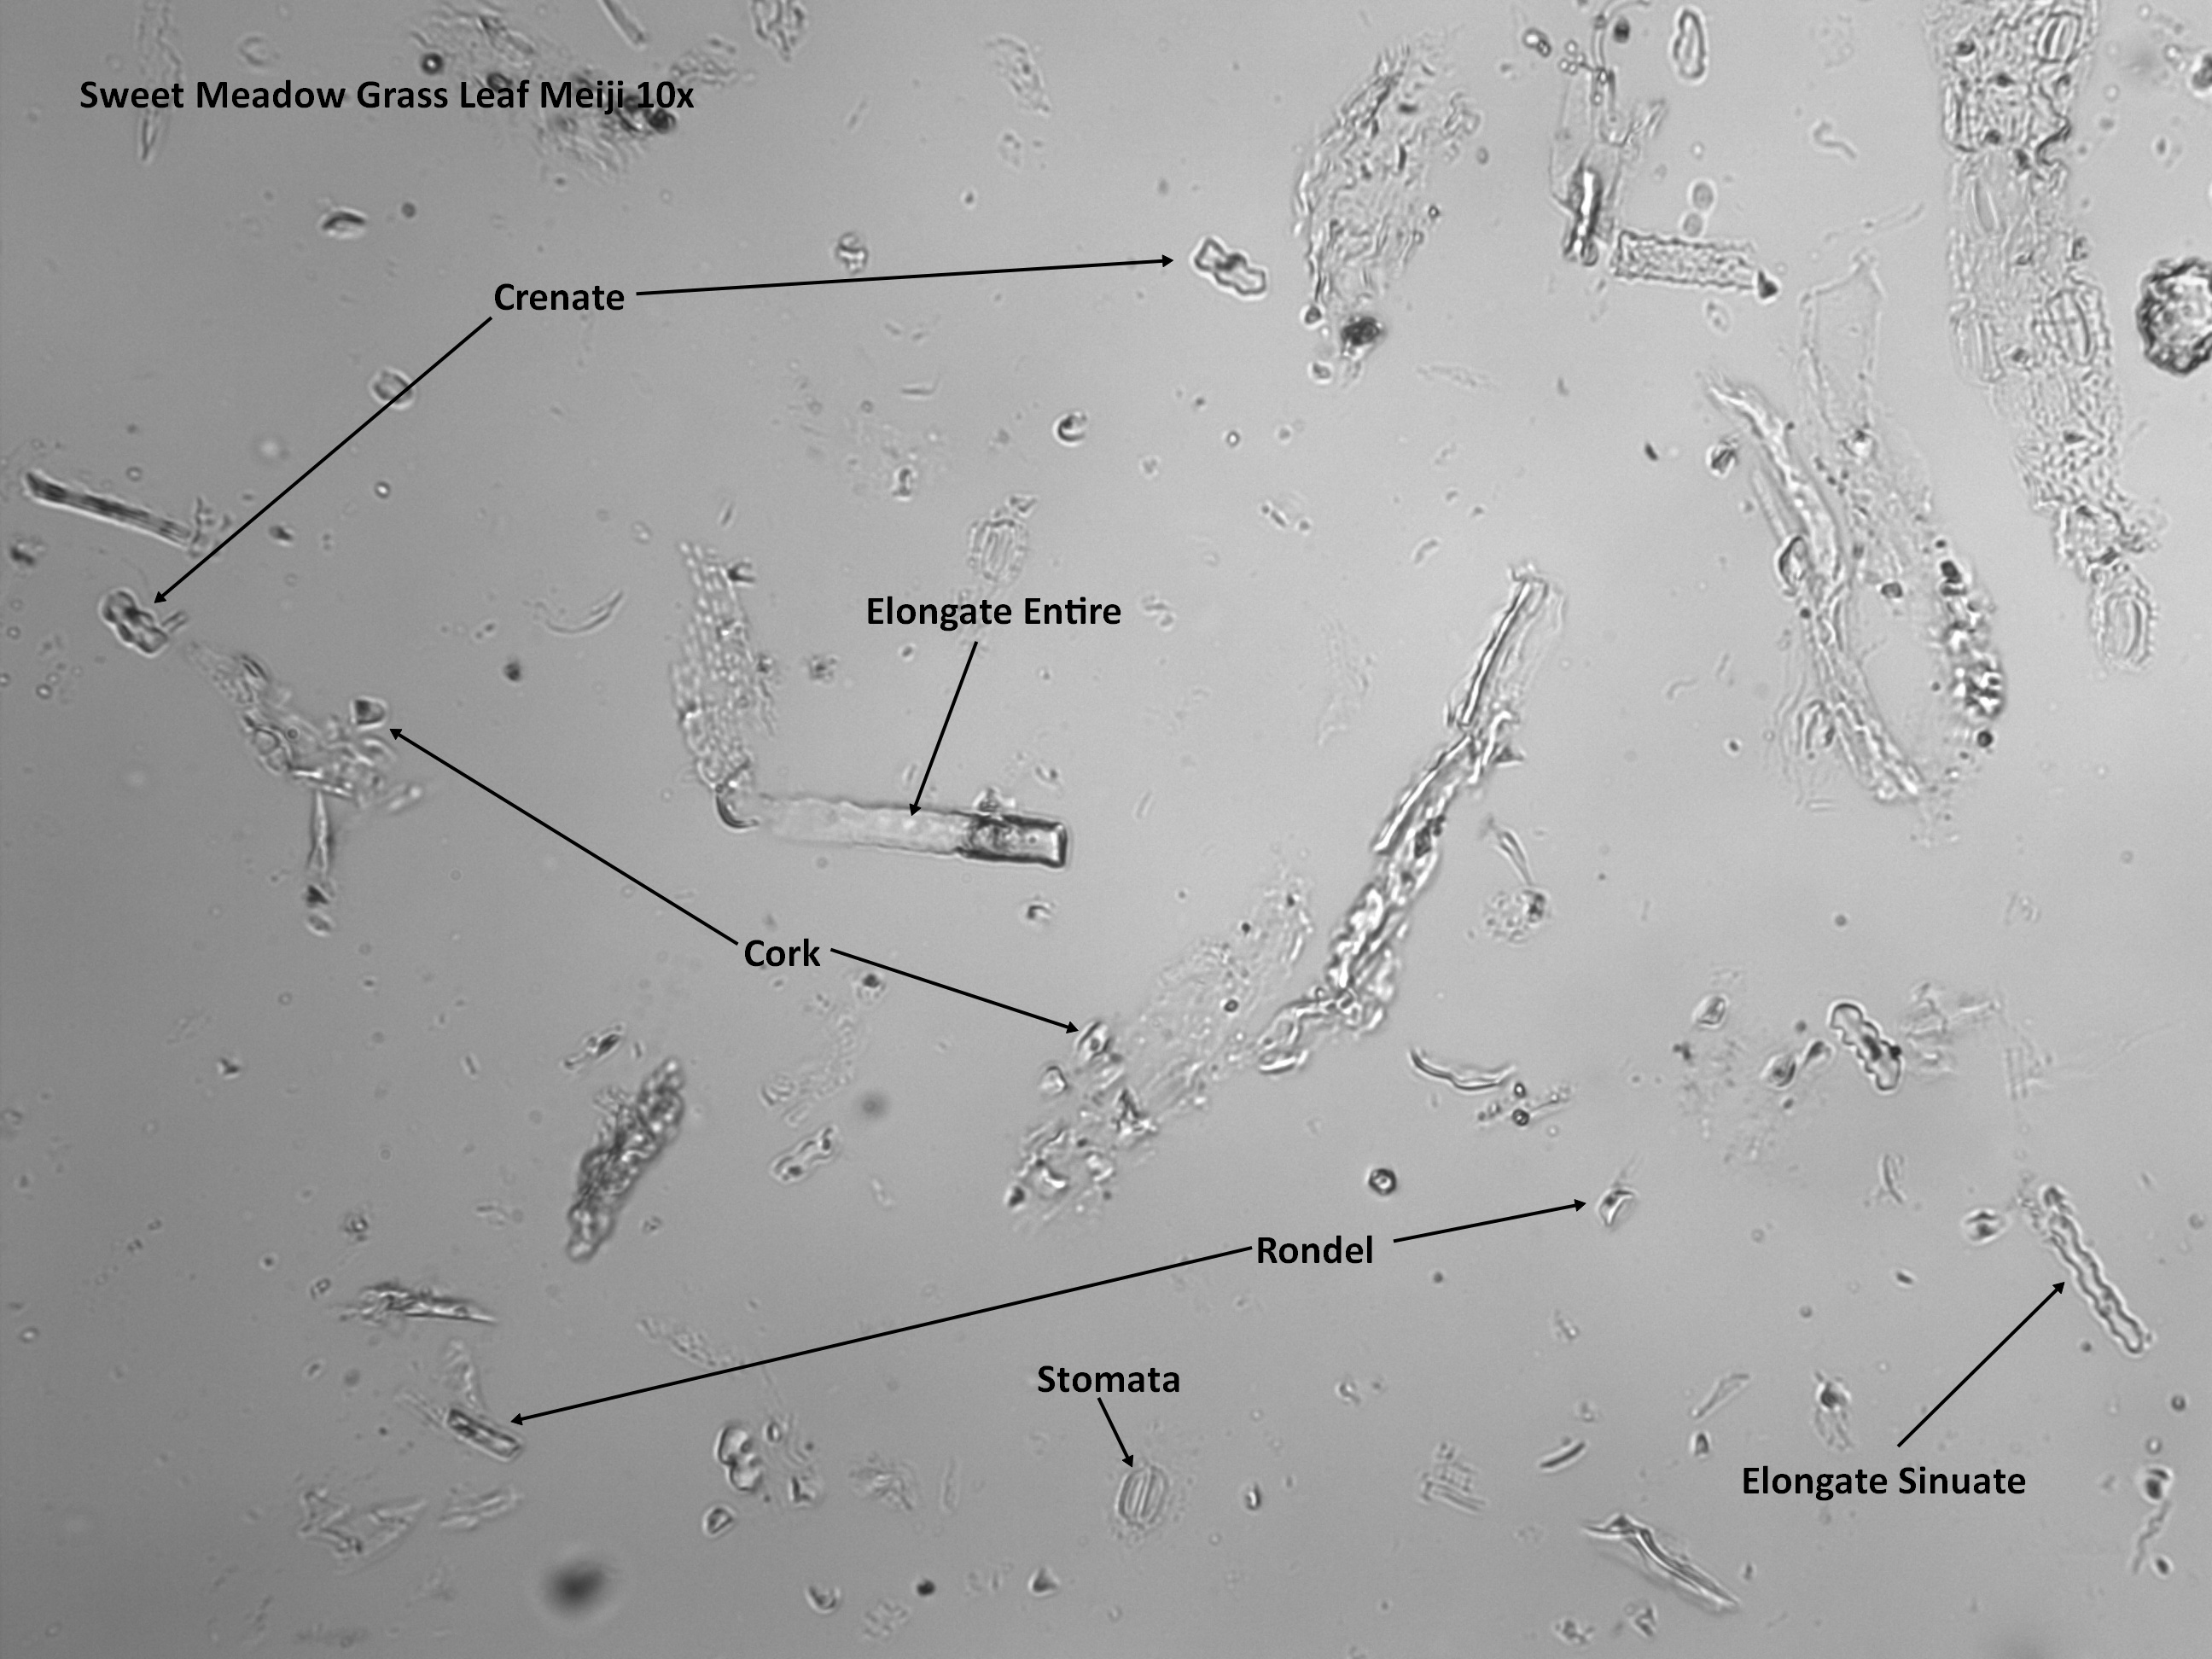 Sweet Meadow Grass Leaf Meiji 10x
Crenate
Elongate Entire
Cork
Rondel
Stomata
Elongate Sinuate